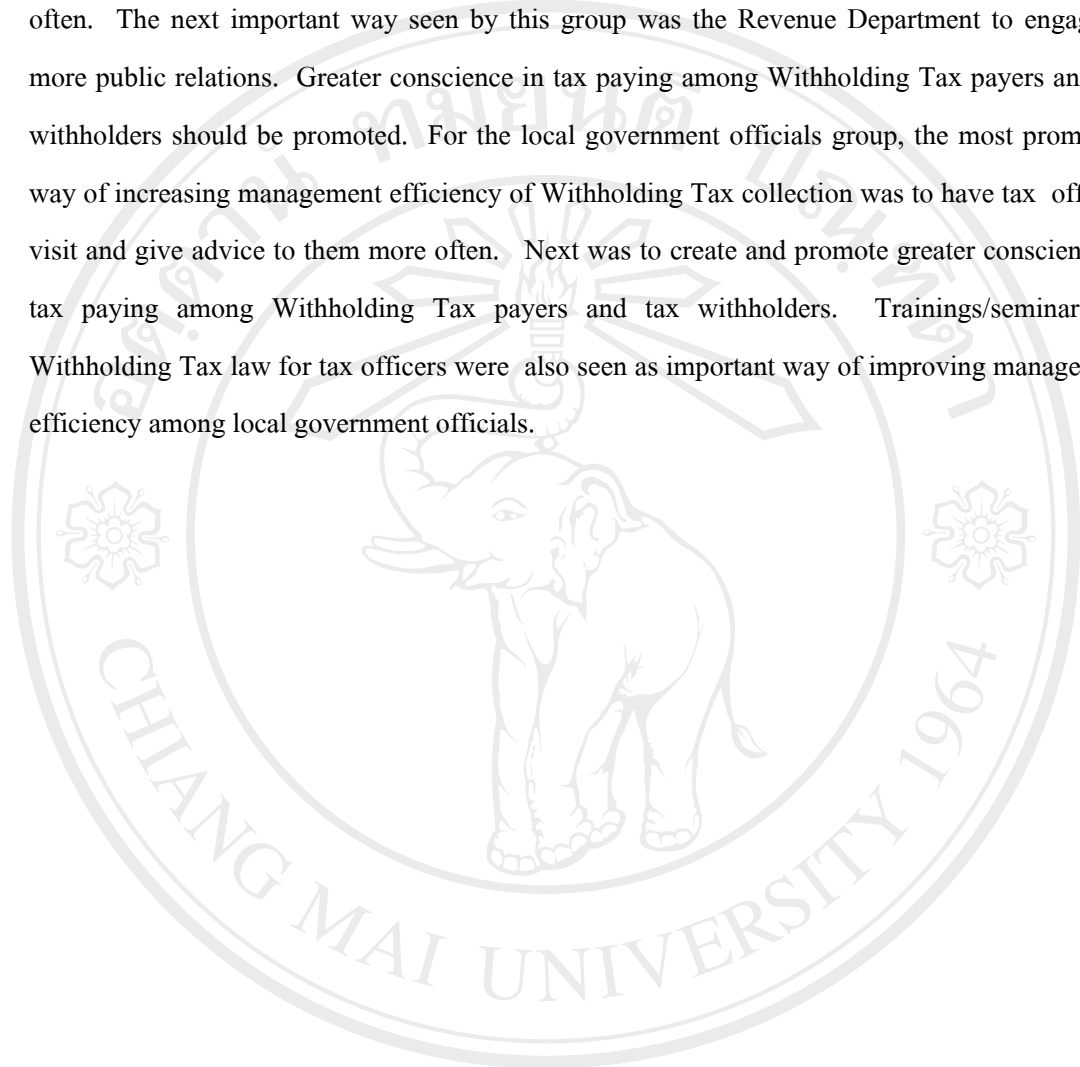 often. The next important way seen by this group was the Revenue Department to
more public relations. Greater conscience in tax paying among Withholding Tax payers
withholders should be promoted. For the local government officials group, the most
way of increasing management efficiency of Withholding Tax collection was to have tax
visit and give advice to them more often. Next was to create and promote greater
tax paying among Withholding Tax payers and tax withholders.
Withholding Tax law for tax officers were also seen as important way of improving
efficiency among local government officials.
CHIANG MAI UNIVERSITY 1964